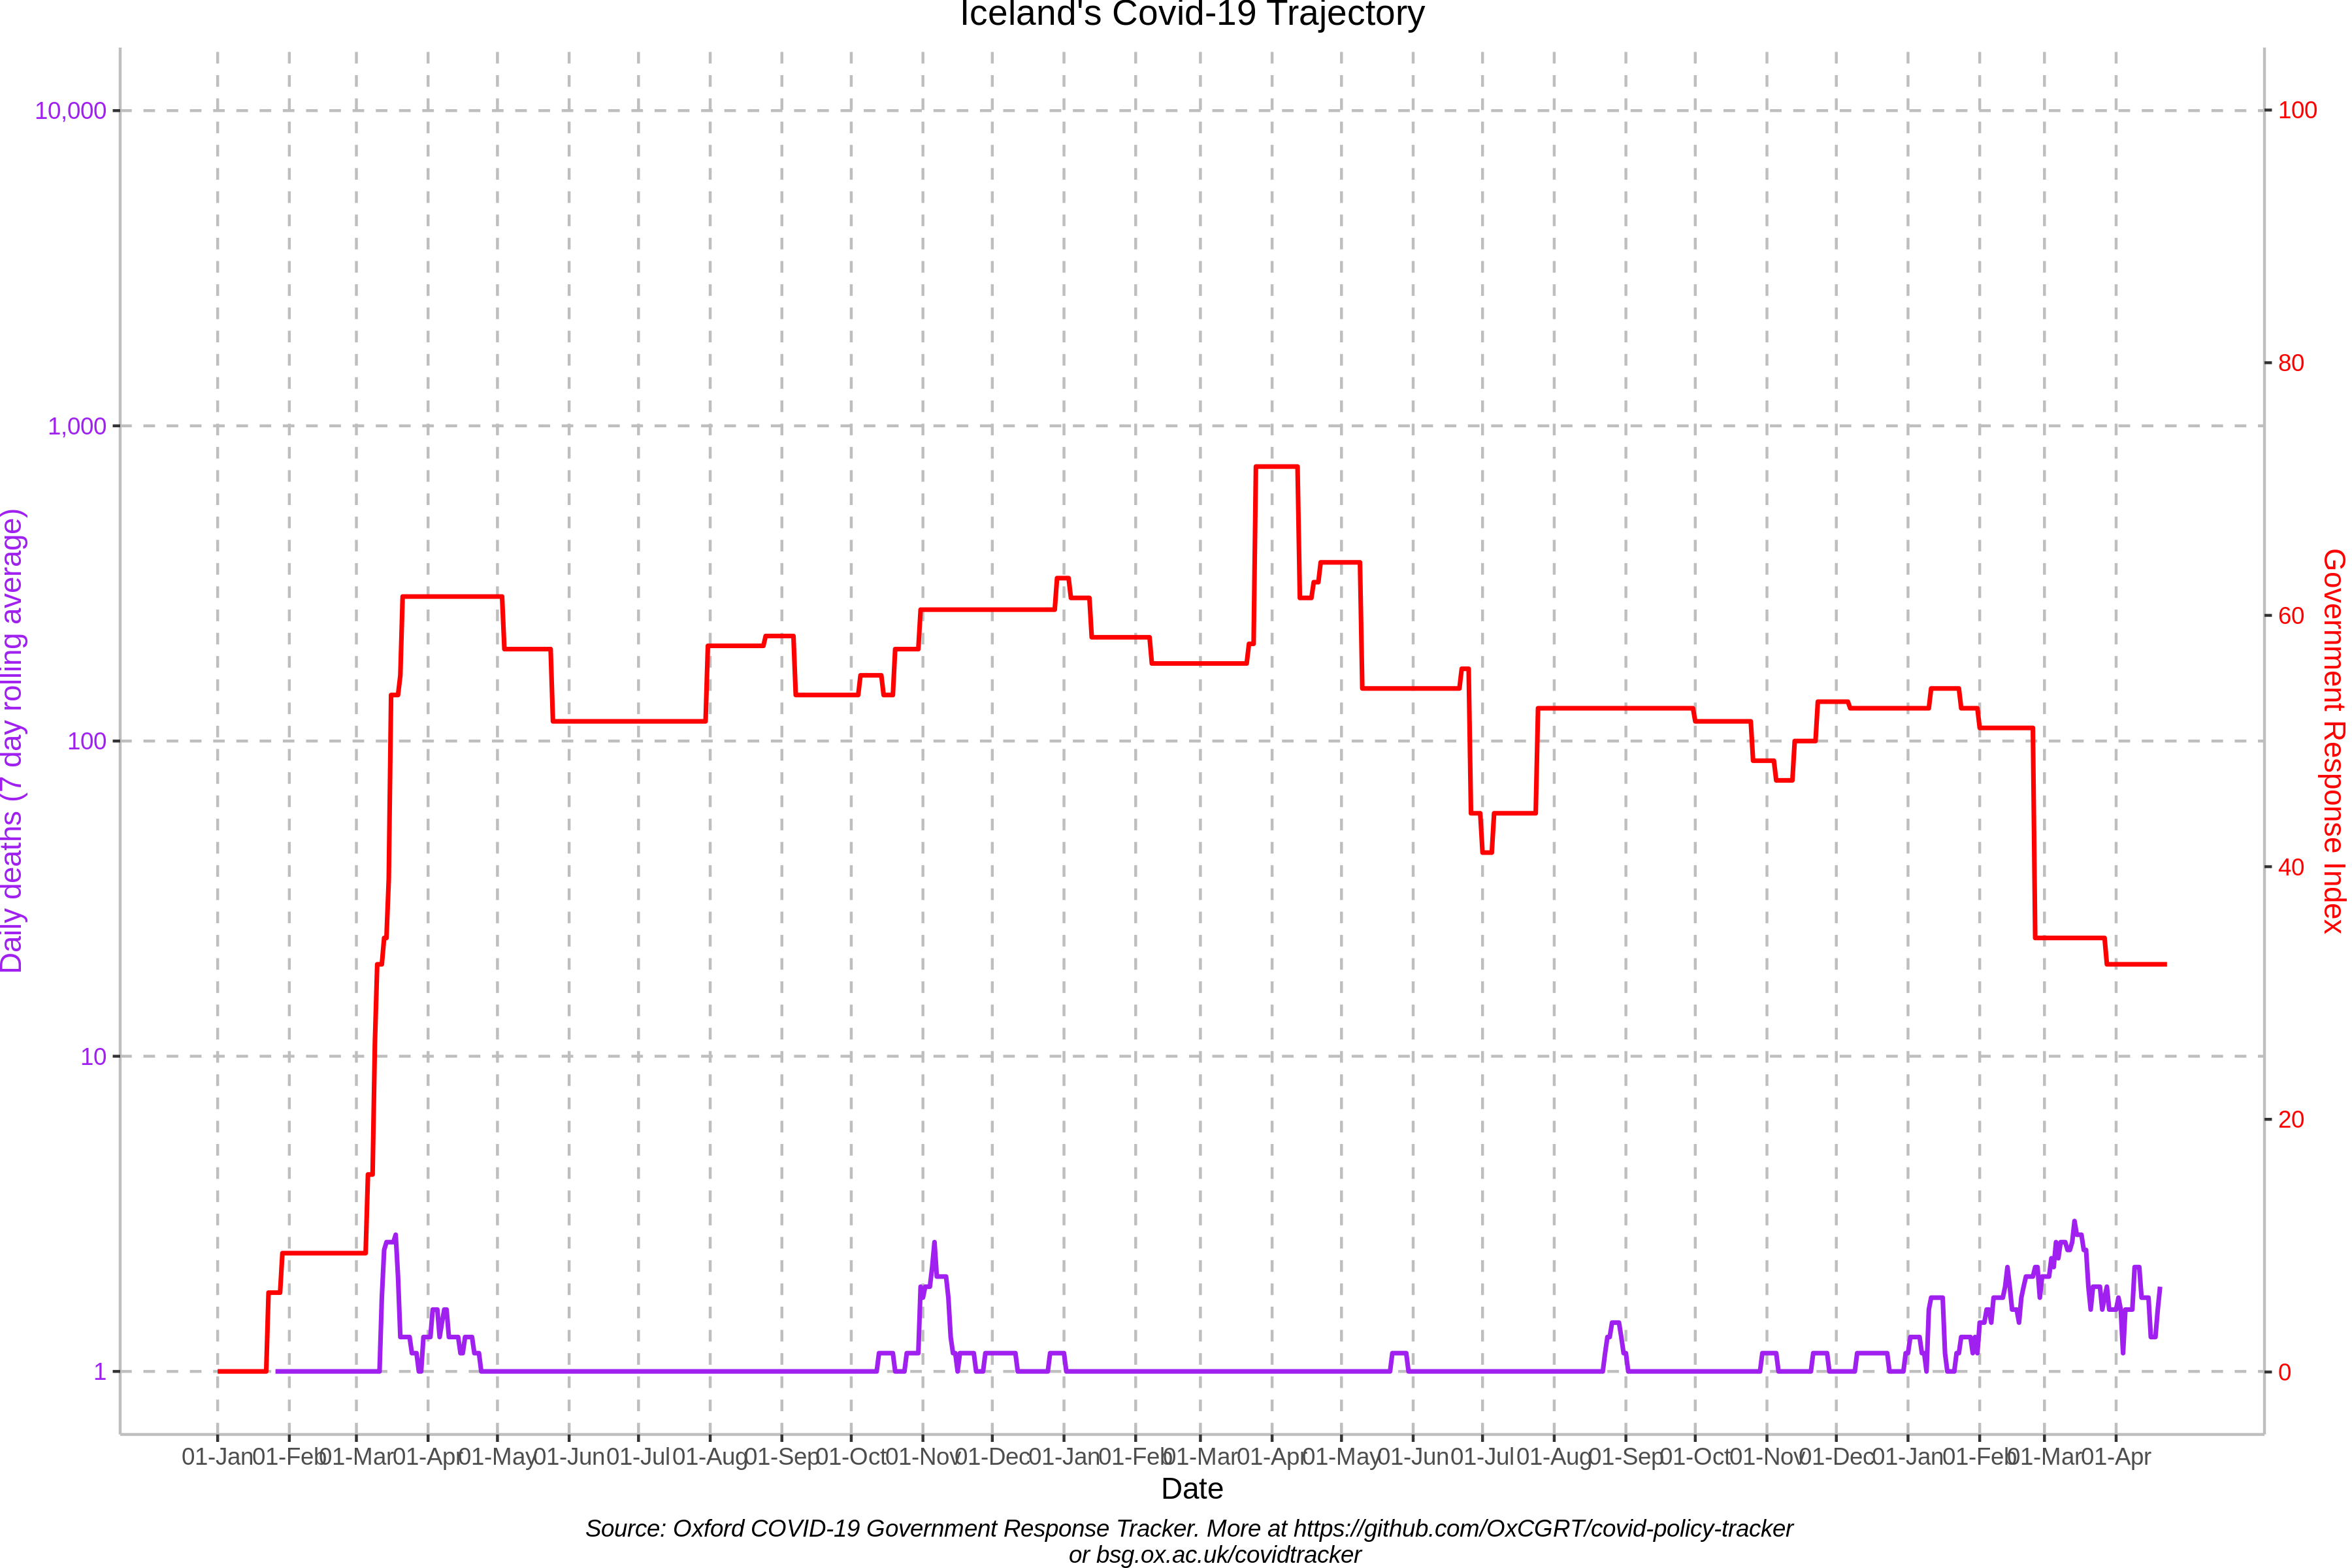 Iceland's Covid-19 Trajectory
10,000
1,000
100
10
1
Daily deaths (7 day rolling average)
100
80
60
40
20
0
Government Response Index
01-Jan 01-Feb 01-Mar 01-Apr 01-May 01-Jun 01-Jul 01-Aug 01-Sep 01-Oct 01-Nov 01-Dec 01-Jan 01-Feb 01-Mar 01-Apr 01-May 01-Jun 01-Jul 01-Aug 01-Sep 01-Oct 01-Nov 01-Dec 01-Jan 01-Feb 01-Mar 01-Apr
Date
Source: Oxford COVID-19 Government Response Tracker. More at https://github.com/OxCGRT/covid-policy-tracker
or bsg.ox.ac.uk/covidtracker